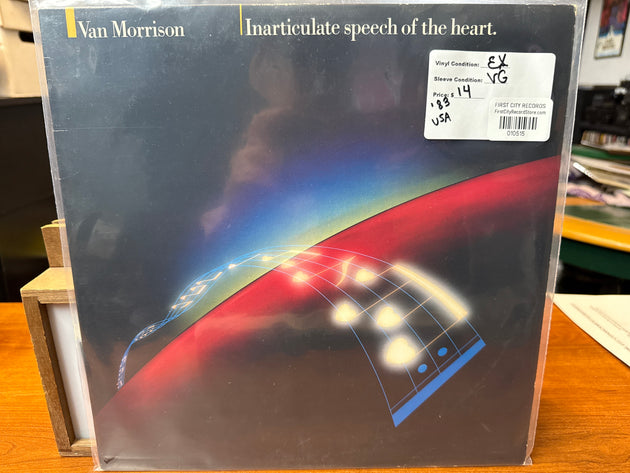 Van Morrison
Inarticulate speech of the heart.
Vinyl Condition: EX
Sleeve Condition: VG
Price: $ 14
'83
USA
FIRST CITY RECORDS
FirstCityRecordStore.com
010515